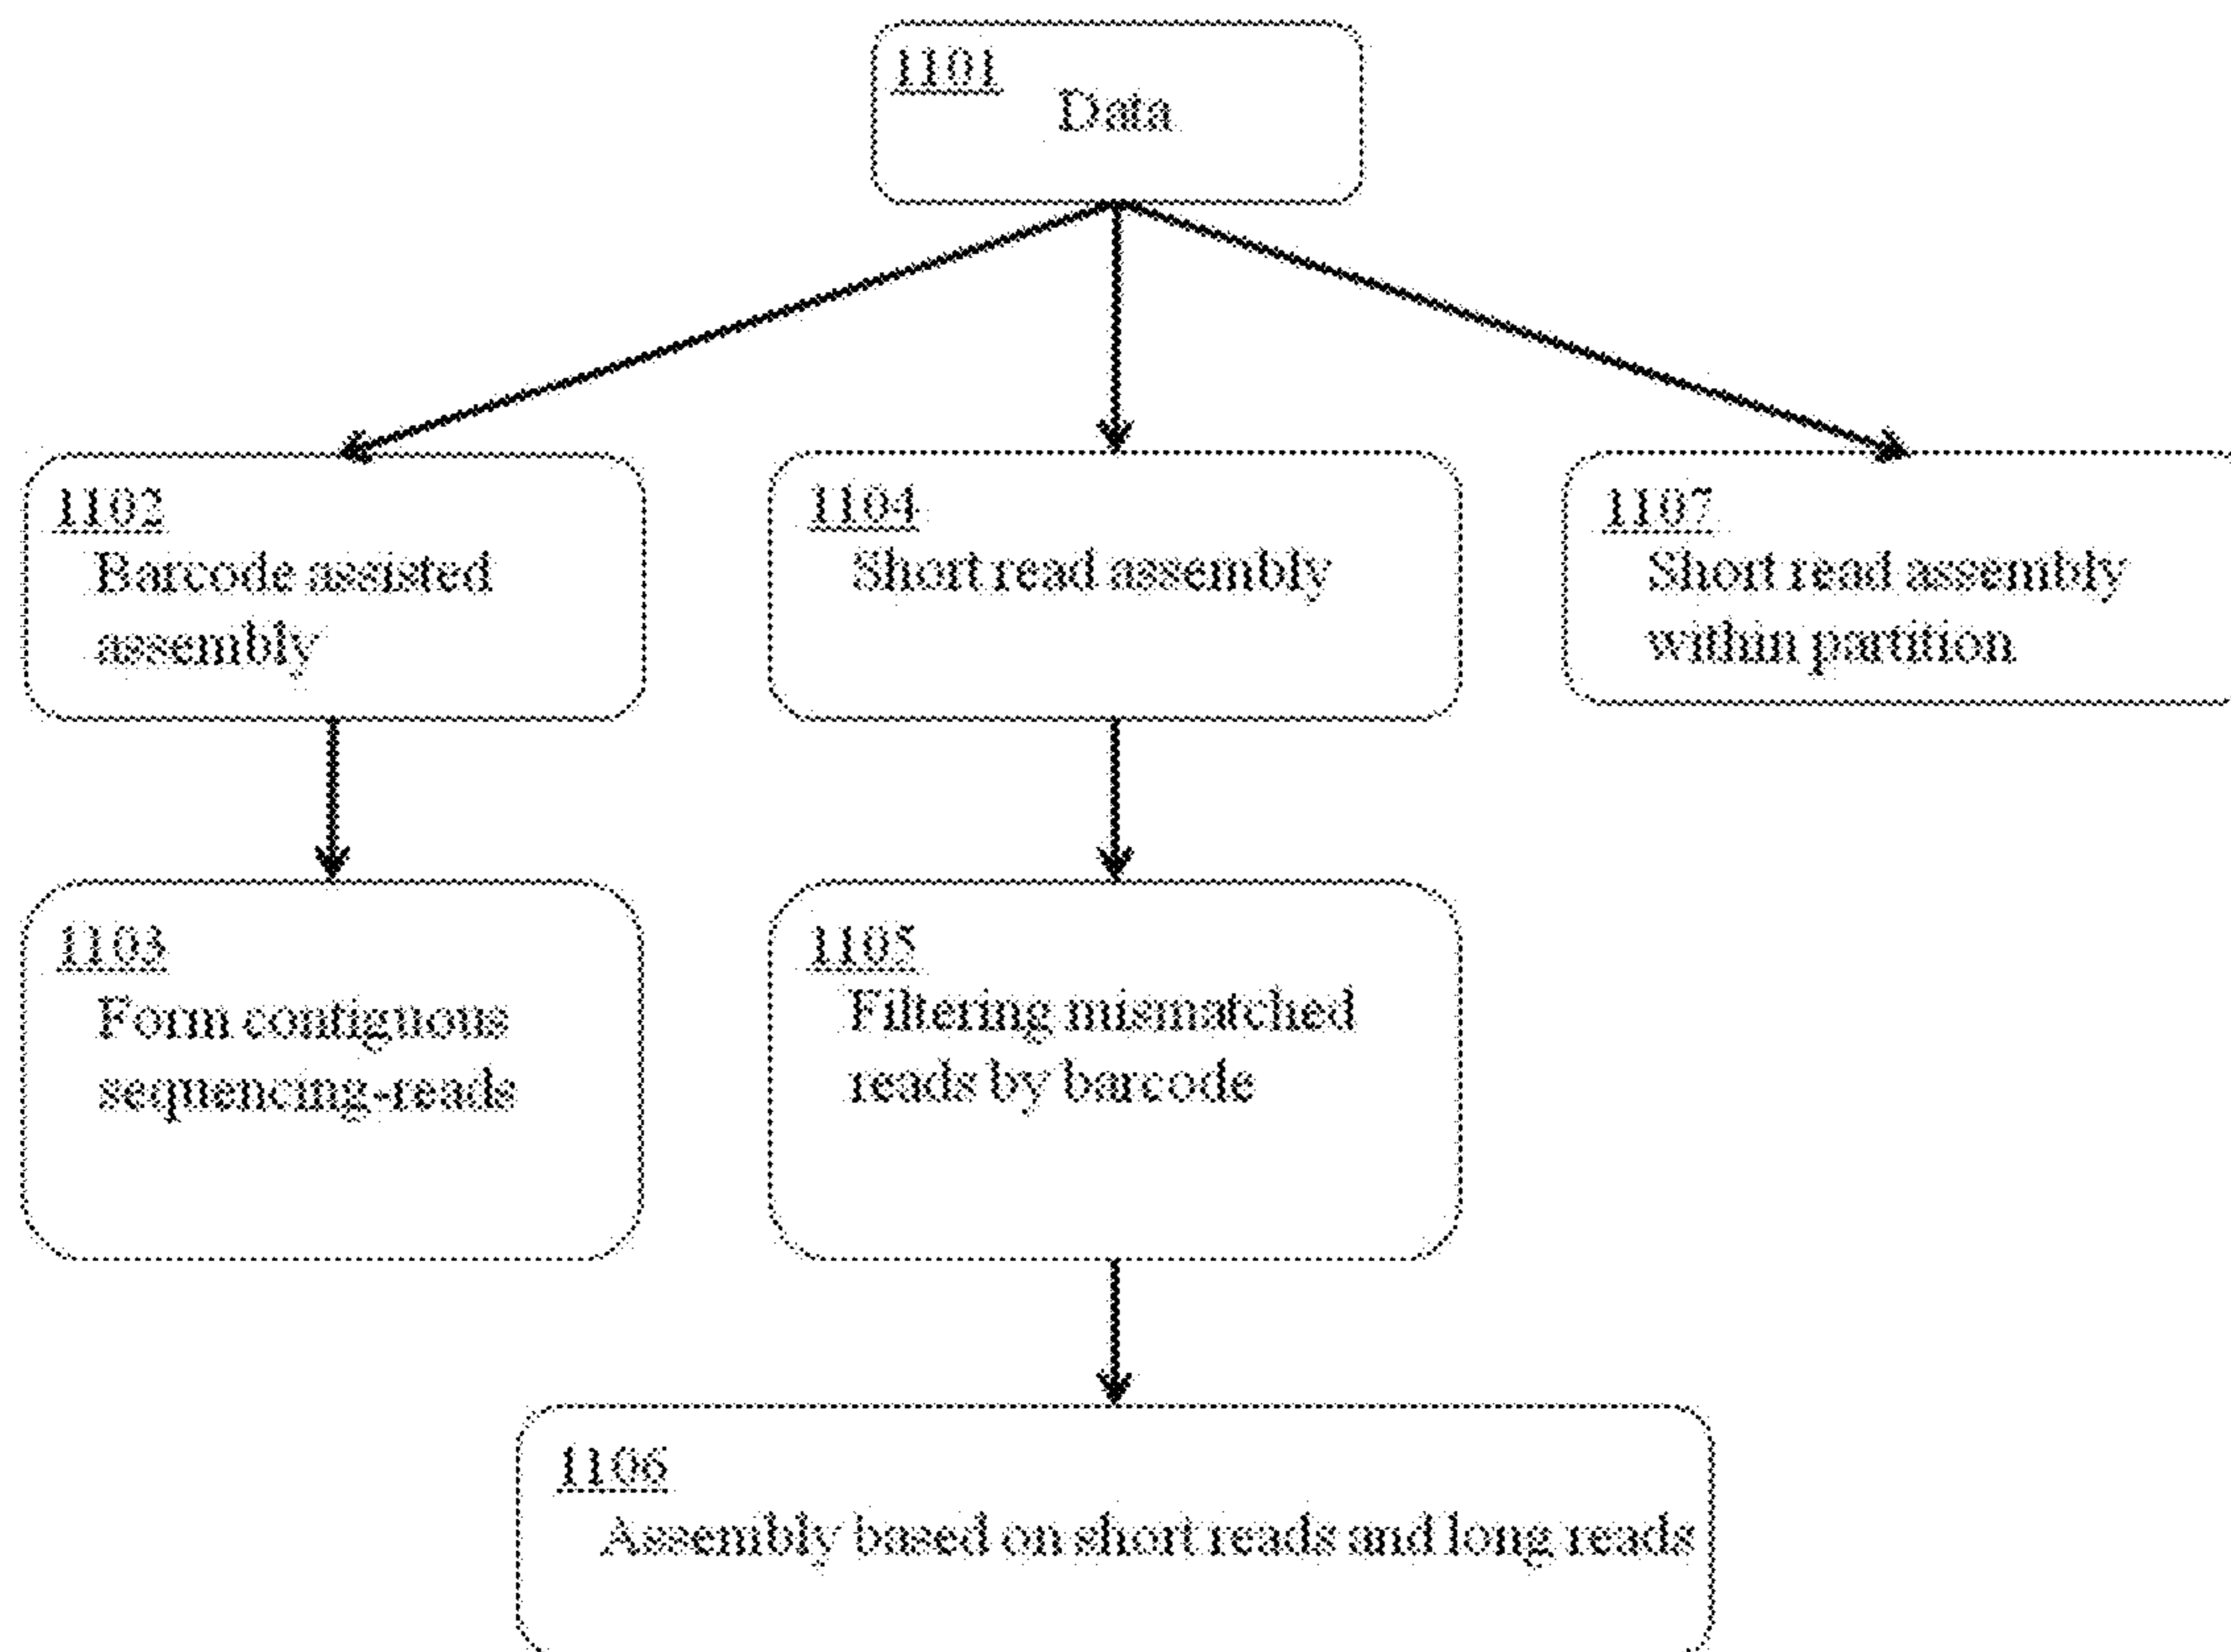 1101
Data
1102
Barcode assisted
assembly
1104
Short read assembly
1107
Short read assembly
within partition
1103
Form contiguous
sequencing-reads
1105
Filtering mismatched
reads by barcode
1106
Assembly based on short reads and long reads